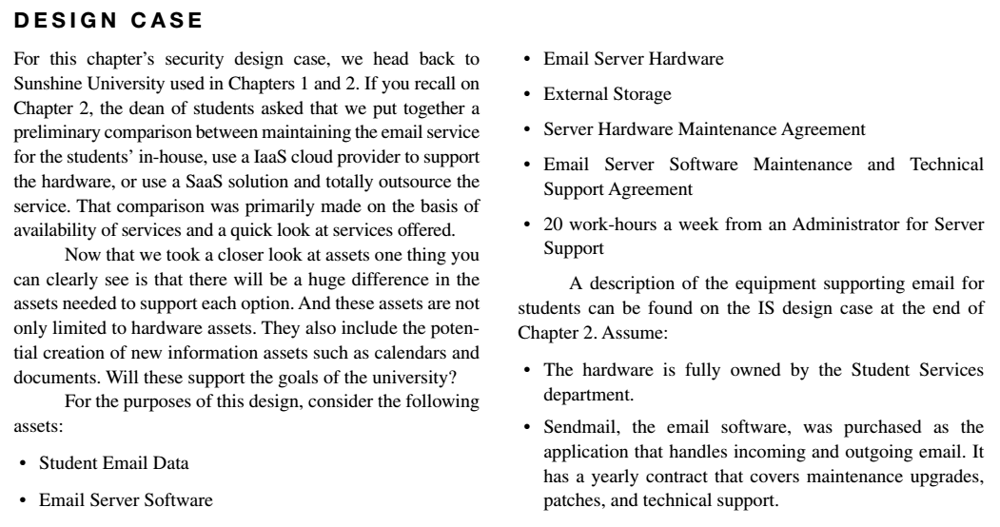 DESIGN CASE
For this chapter's security design case, we head back to
Sunshine University used in Chapters 1 and 2. If you recall on
Chapter 2, the dean of students asked that we put together a
preliminary comparison between maintaining the email service
for the students' in-house, use a IaaS cloud provider to support
the hardware, or use a SaaS solution and totally outsource the
service. That comparison was primarily made on the basis of
availability of services and a quick look at services offered.
Now that we took a closer look at assets one thing you
can clearly see is that there will be a huge difference in the
assets needed to support each option. And these assets are not
only limited to hardware assets. They also include the poten-
tial creation of new information assets such as calendars and
documents. Will these support the goals of the university?
For the purposes of this design, consider the following
assets:
• Student Email Data
• Email Server Software
• Email Server Hardware
• External Storage
• Server Hardware Maintenance Agreement
• Email Server Software Maintenance and Technical
Support Agreement
• 20 work-hours a week from an Administrator for Server
Support
A description of the equipment supporting email for
students can be found on the IS design case at the end of
Chapter 2. Assume:
• The hardware is fully owned by the Student Services
department.
• Sendmail, the email software, was purchased as the
application that handles incoming and outgoing email. It
has a yearly contract that covers maintenance upgrades,
patches, and technical support.